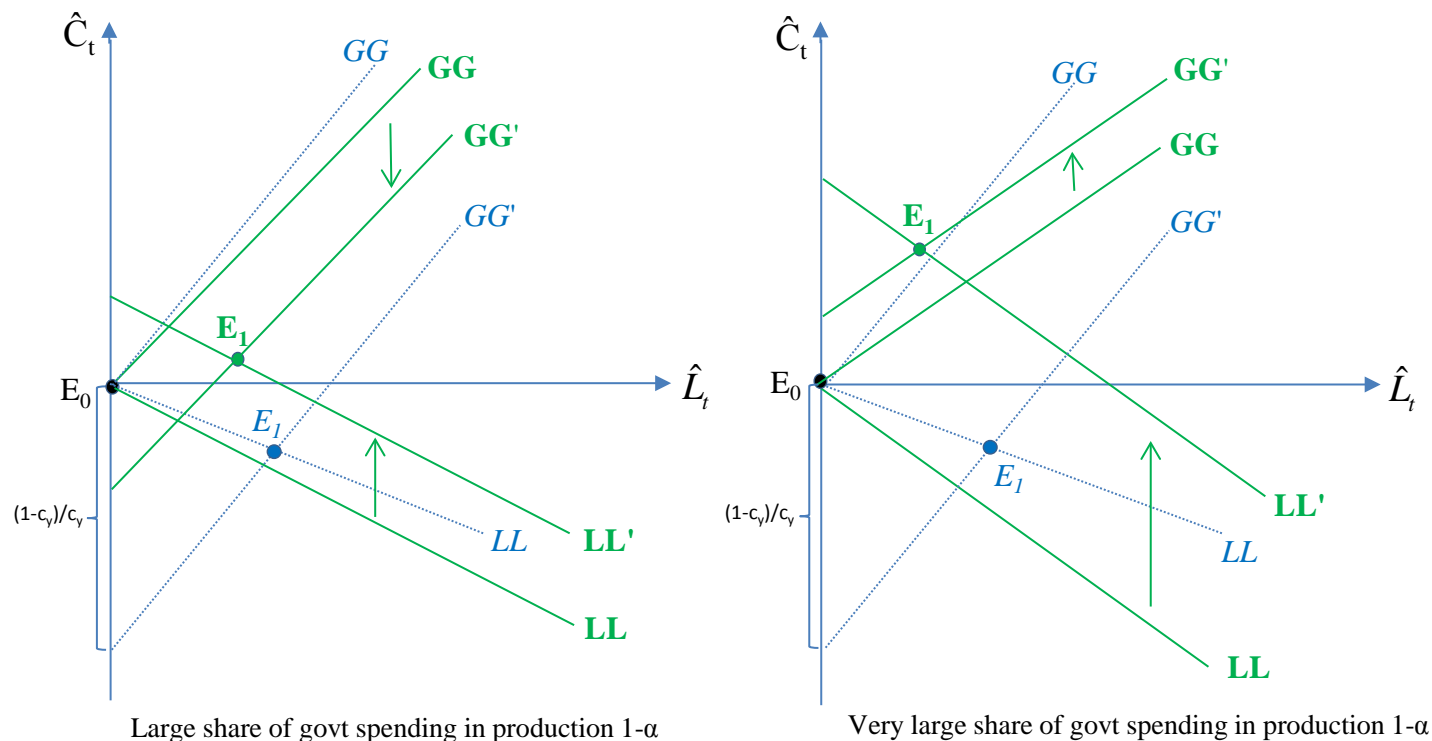 Ĉt
GG
GG
GG'
GG'
E1
E0
L̂t
E1
(1-cy)/cy
LL
LL'
LL
Large share of govt spending in production 1-α
Ĉt
GG
GG'
GG
GG'
E1
E0
L̂t
E1
(1-cy)/cy
LL
LL'
LL
Very large share of govt spending in production 1-α